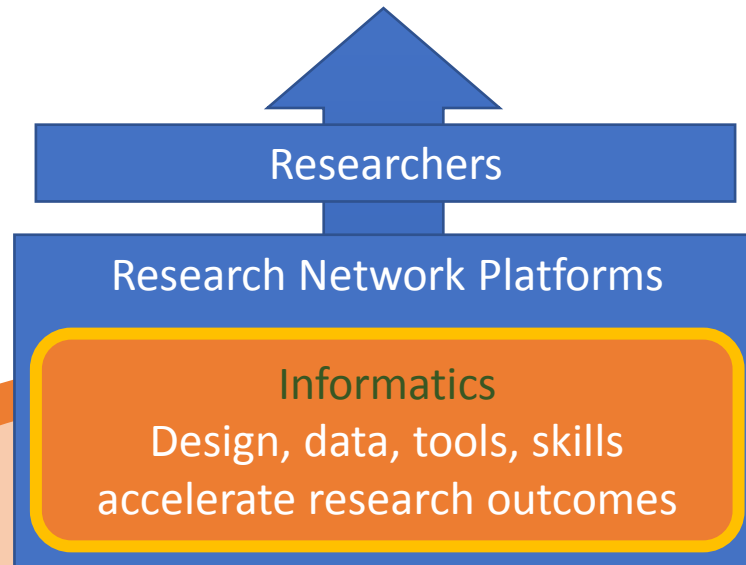 Researchers
Research Network Platforms
Informatics
Design, data, tools, skills
accelerate research outcomes